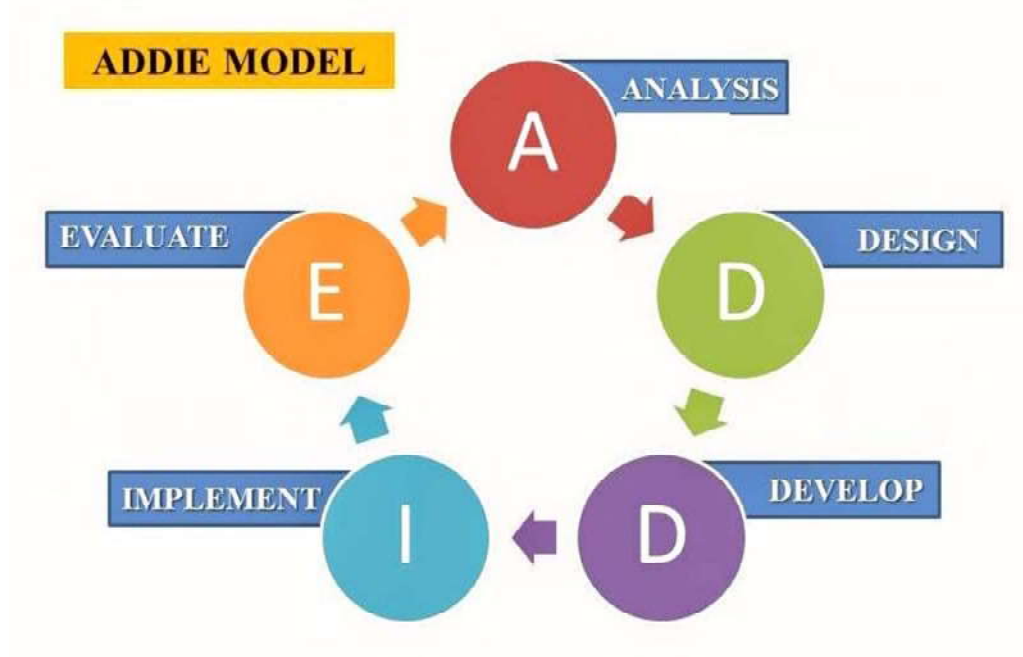 ADDIE MODEL
A
ANALYSIS
D
DESIGN
D
DEVELOP
I
IMPLEMENT
E
EVALUATE